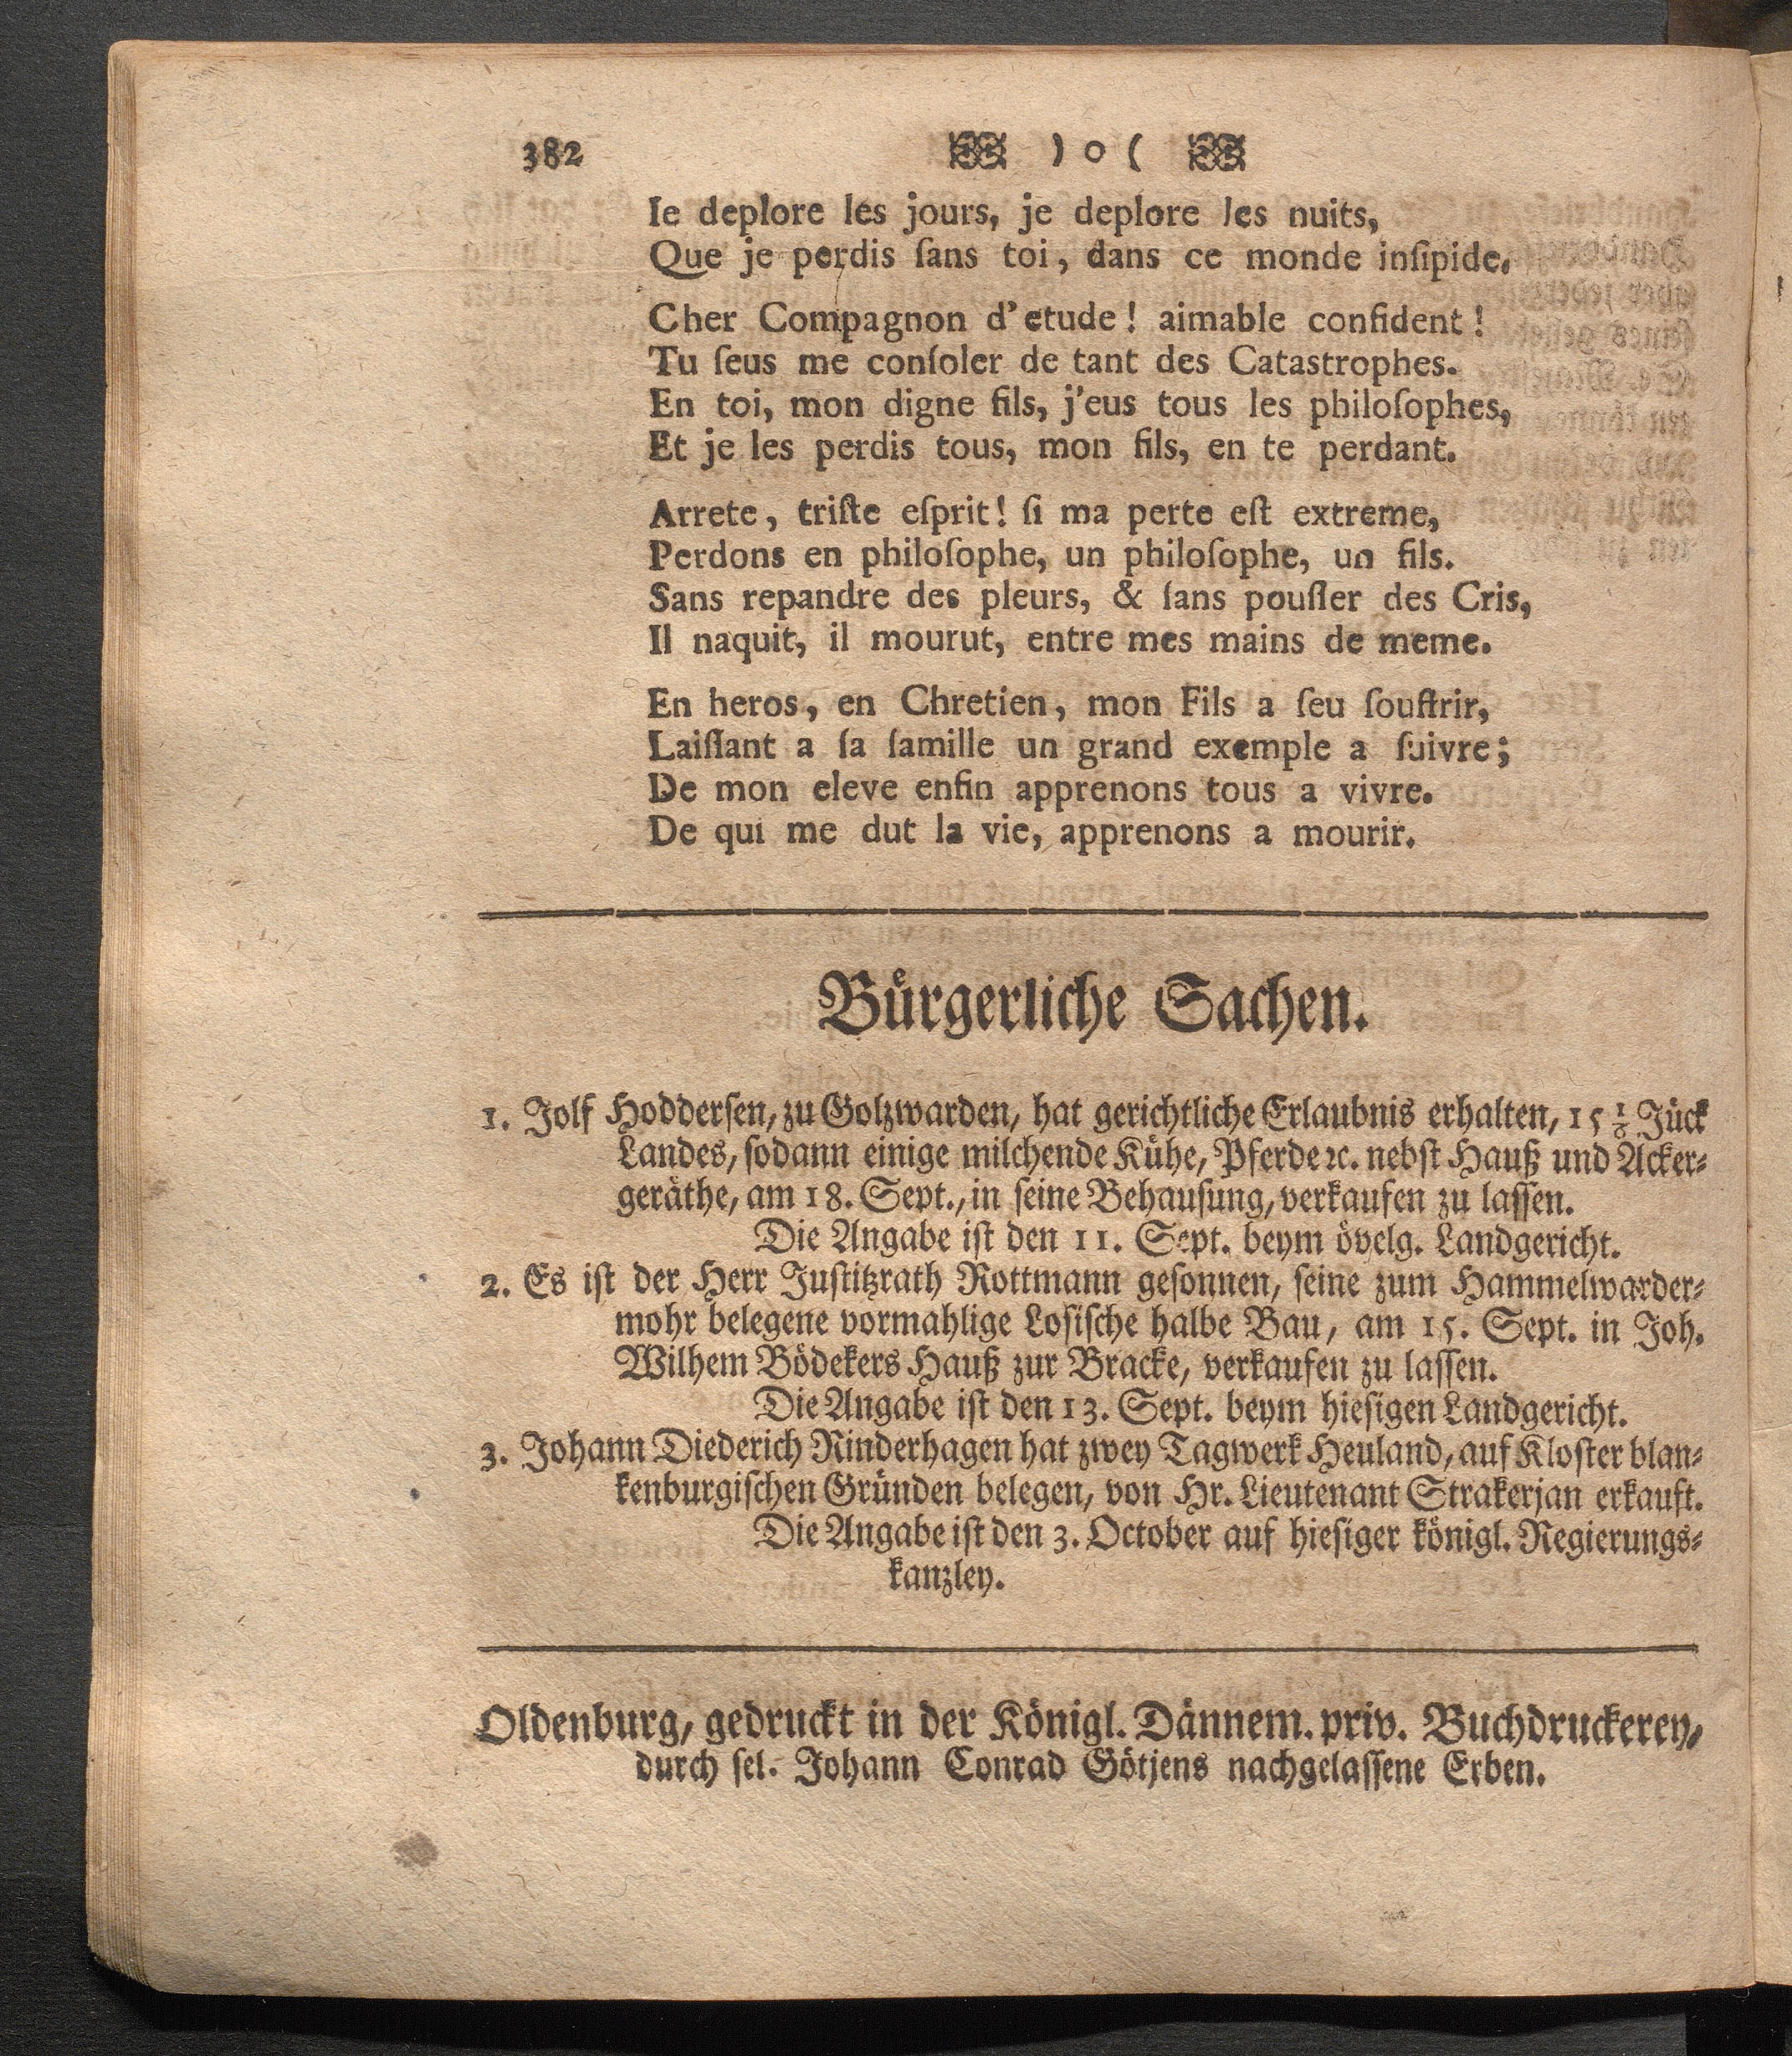 382 ) o (
Ie deplore les jours, je deplore les nuits,
Que je perdis ſans toi, dans ce monde inſipide.
Cher Compagnon d'etude! aimable confident!
Tu ſeus me conſoler de tant des Catastrophes.
En toi, mon digne fils, j'eus tous les philoſophes,
Et je les perdis tous, mon fils, en te perdant.
Arrete, triſte eſprit! ſi ma perte eſt extreme,
Perdons en philoſophe, un philoſophe, un fils.
Sans repandre des pleurs, & ſans pouſſer des Cris,
Il naquit, il mourut, entre mes mains de meme.
En heros, en Chretien, mon Fils a ſeu ſouffrir,
Laiſſant a ſa famille un grand exemple a ſuivre;
De mon eleve enfin apprenons tous a vivre.
De qui me dut la vie, apprenons a mourir.
Bürgerliche Sachen.
1. Jolf Hodderſen, zu Golzwarden, hat gerichtliche Erlaubnis erhalten, 15 1/8 Jück
Landes, ſodann einige milchende Kühe, Pferde ꝛc. nebſt Hauß und Acker⸗
geräthe, am 18. Sept., in ſeine Behauſung, verkaufen zu laſſen.
Die Angabe iſt den 11. Sept. beym övelg. Landgericht.
2. Es iſt der Herr Juſtitzrath Rottmann geſonnen, ſeine zum Hammelwarder⸗
mohr belegene vormahlige Loſiſche halbe Bau, am 15. Sept. in Joh.
Wilhem Bödekers Hauß zur Bracke, verkaufen zu laſſen.
Die Angabe iſt den 13. Sept. beym hieſigen Landgericht.
3. Johann Diederich Rinderhagen hat zwey Tagwerk Heuland, auf Kloſter blan⸗
kenburgiſchen Gründen belegen, von Hr. Lieutenant Strakerjan erkauft.
Die Angabe iſt den 3. October auf hieſiger königl. Regierungs⸗
kanzley.
Oldenburg, gedruckt in der Königl. Dännem. priv. Buchdruckerey,
durch ſel. Johann Conrad Götjens nachgelaſſene Erben.